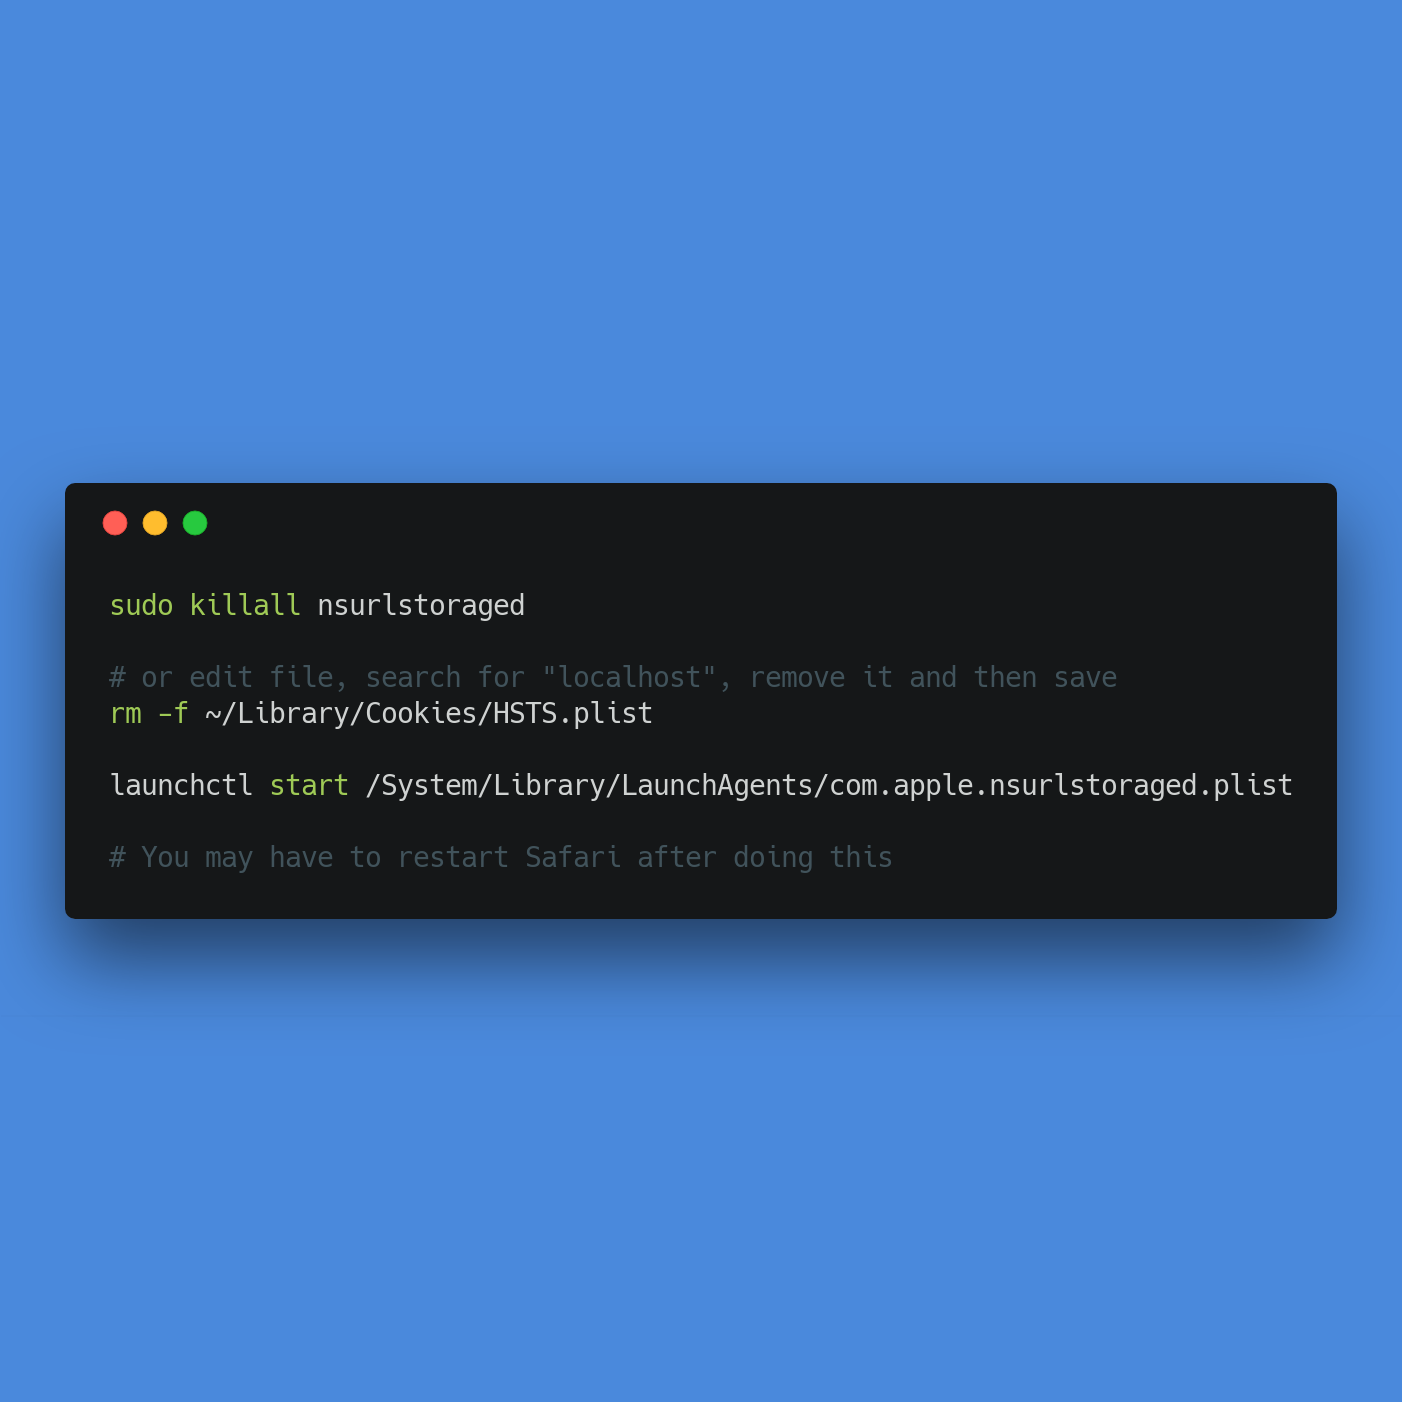 sudo killall nsurlstoraged
# or edit file, search for "localhost", remove it and then save
rm -f ~/Library/Cookies/HSTS.plist
launchctl start /System/Library/LaunchAgents/com.apple.nsurlstoraged.plist
# You may have to restart Safari after doing this